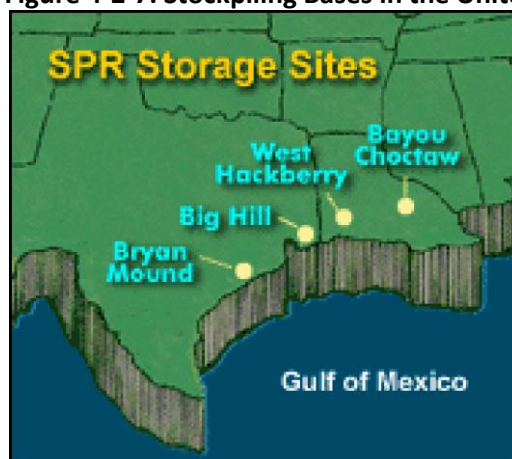 SPR Storage Sites
Bayou
Choctaw
West
Hackberry
Big Hill
Bryan
Mound
Gulf of Mexico